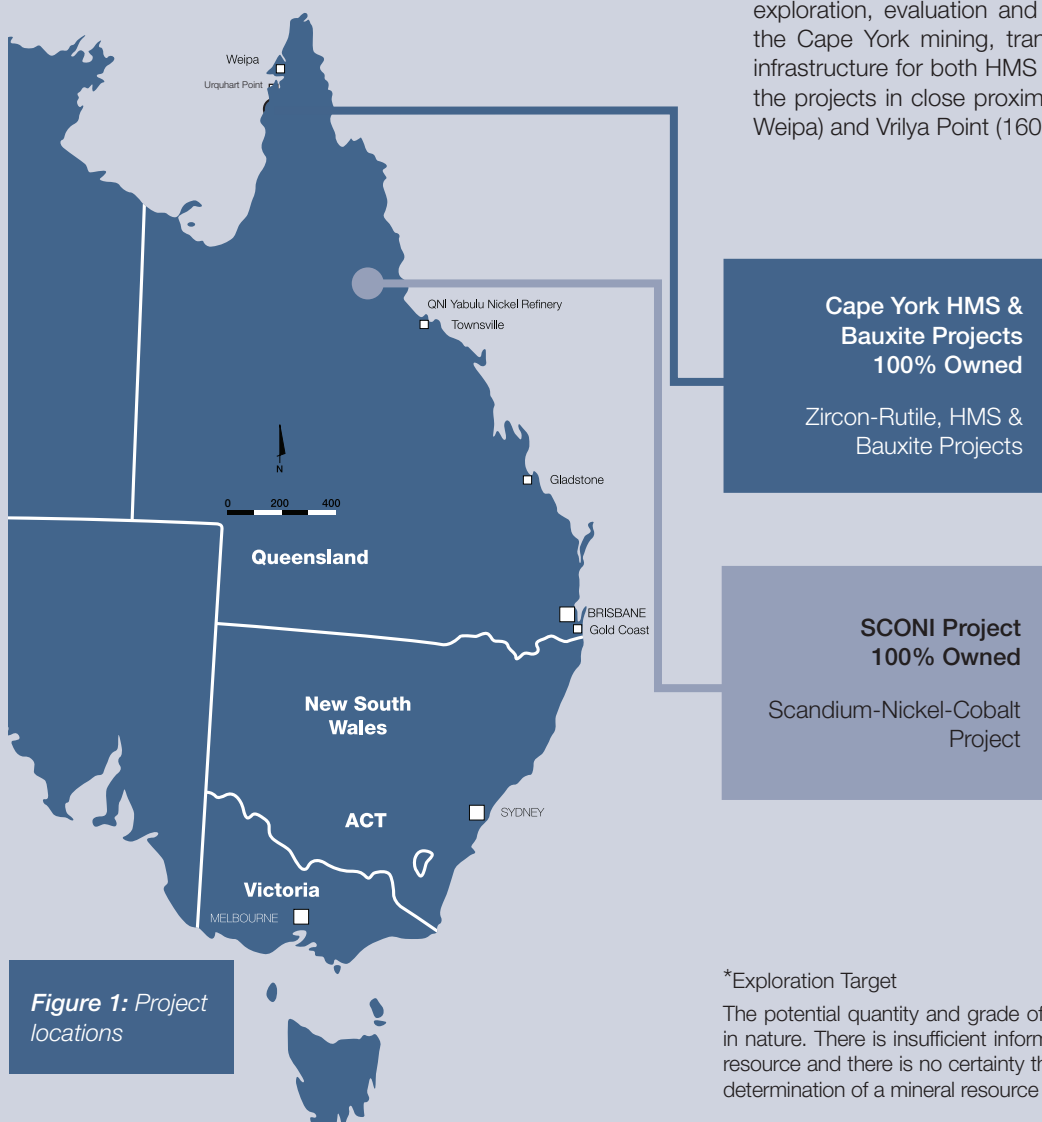 exploration, evaluation and
the Cape York mining, tran
infrastructure for both HMS
the projects in close proxim
Weipa) and Vrilya Point (160
Weipa
Urquhart Point
QNI Yabulu Nickel Refinery
Townsville
Cape York HMS &
Bauxite Projects
100% Owned
Zircon-Rutile, HMS &
Bauxite Projects
N
0 200 400
Gladstone
Queensland
BRISBANE
Gold Coast
SCONI Project
100% Owned
Scandium-Nickel-Cobalt
Project
New South
Wales
ACT
SYDNEY
Victoria
MELBOURNE
Figure 1: Project
locations
*Exploration Target
The potential quantity and grade of
in nature. There is insufficient inform
resource and there is no certainty th
determination of a mineral resource